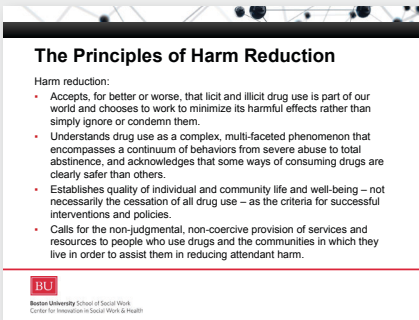 The Principles of Harm Reduction
Harm reduction:
• Accepts, for better or worse, that licit and illicit drug use is part of our
world and chooses to work to minimize its harmful effects rather than
simply ignore or condemn them.
• Understands drug use as a complex, multi-faceted phenomenon that
encompasses a continuum of behaviors from severe abuse to total
abstinence, and acknowledges that some ways of consuming drugs are
clearly safer than others.
• Establishes quality of individual and community life and well-being – not
necessarily the cessation of all drug use – as the criteria for successful
interventions and policies.
• Calls for the non-judgmental, non-coercive provision of services and
resources to people who use drugs and the communities in which they
live in order to assist them in reducing attendant harm.
BU
Boston University School of Social Work
Center for Innovation in Social Work & Health